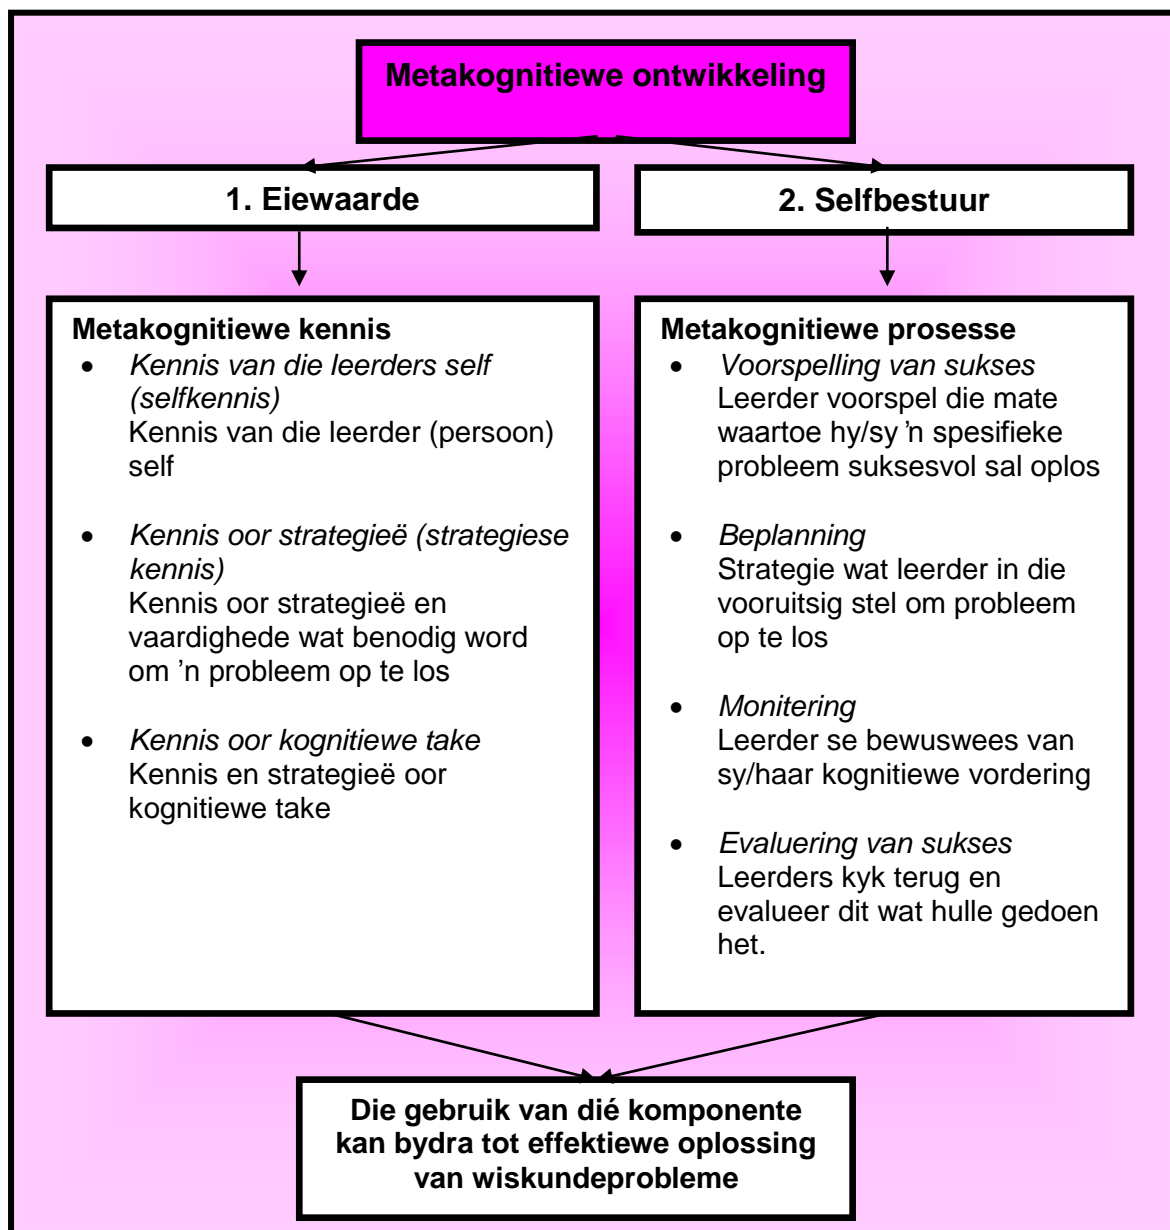 Metakognitiewe ontwikkeling
1. Eiewaarde
Metakognitiewe kennis
• Kennis van die leerders self
(selfkennis)
Kennis van die leerder (persoon)
self
• Kennis oor strategieë (strategiese
kennis)
Kennis oor strategieë en
vaardighede wat benodig word
om ’n probleem op te los
• Kennis oor kognitiewe take
Kennis en strategieë oor
kognitiewe take
2. Selfbestuur
Metakognitiewe prosesse
• Voorspelling van sukses
Leerder voorspel die mate
waartoe hy/sy ’n spesifieke
probleem suksesvol sal oplos
• Beplanning
Strategie wat leerder in die
vooruitsig stel om probleem
op te los
• Monitering
Leerder se bewuswees van
sy/haar kognitiewe vordering
• Evaluering van sukses
Leerders kyk terug en
evalueer dit wat hulle gedoen
het.
Die gebruik van dié komponente
kan bydra tot effektiewe oplossing
van wiskundeprobleme